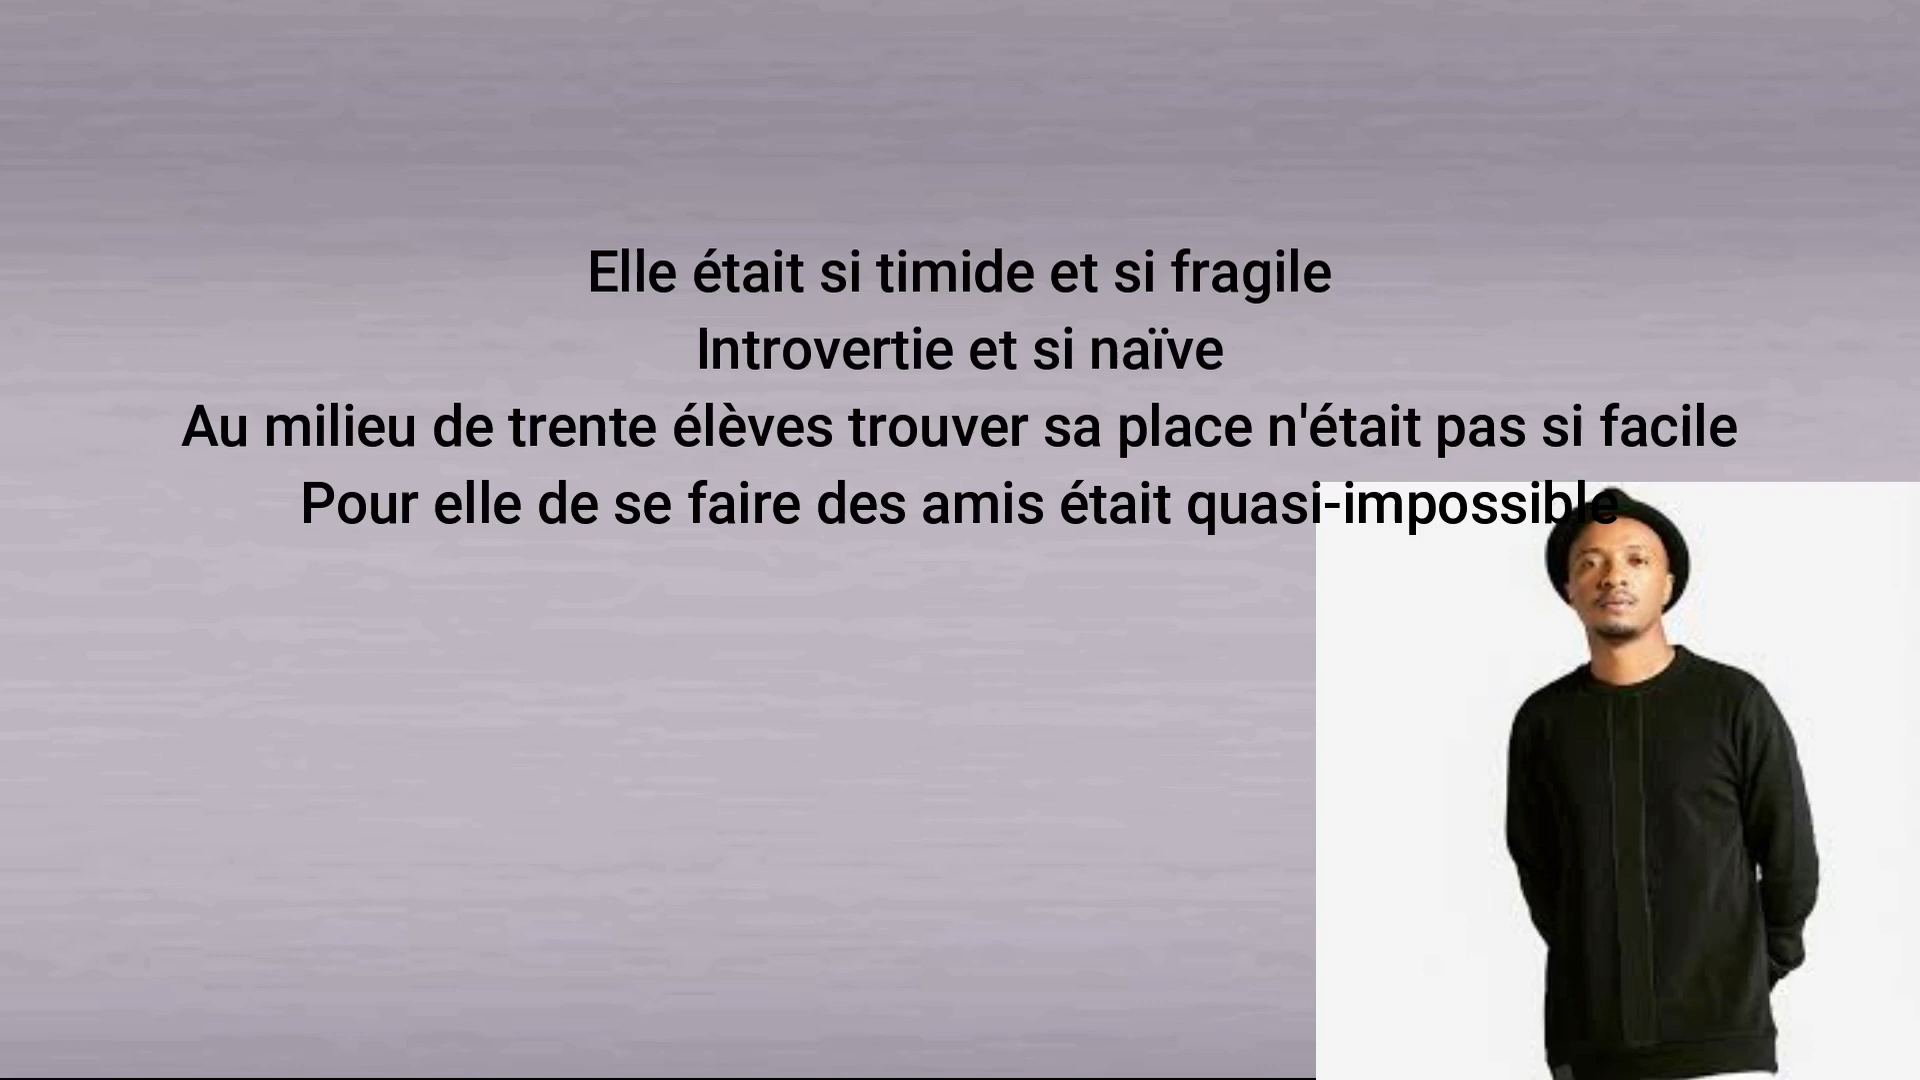 Elle était si timide et si fragile
Introvertie et si naïve
Au milieu de trente élèves trouver sa place n'était pas si facile
Pour elle de se faire des amis était quasi-impossible